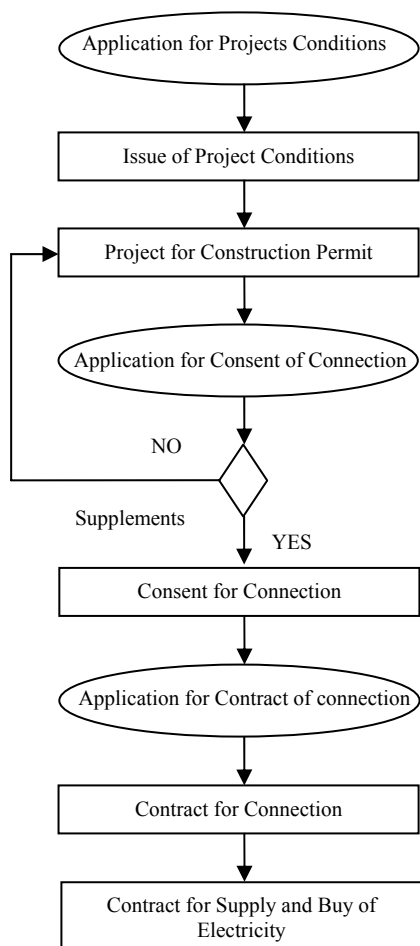 Application for Projects Conditions
Issue of Project Conditions
Project for Construction Permit
Application for Consent of Connection
NO
Supplements
YES
Consent for Connection
Application for Contract of connection
Contract for Connection
Contract for Supply and Buy of
Electricity